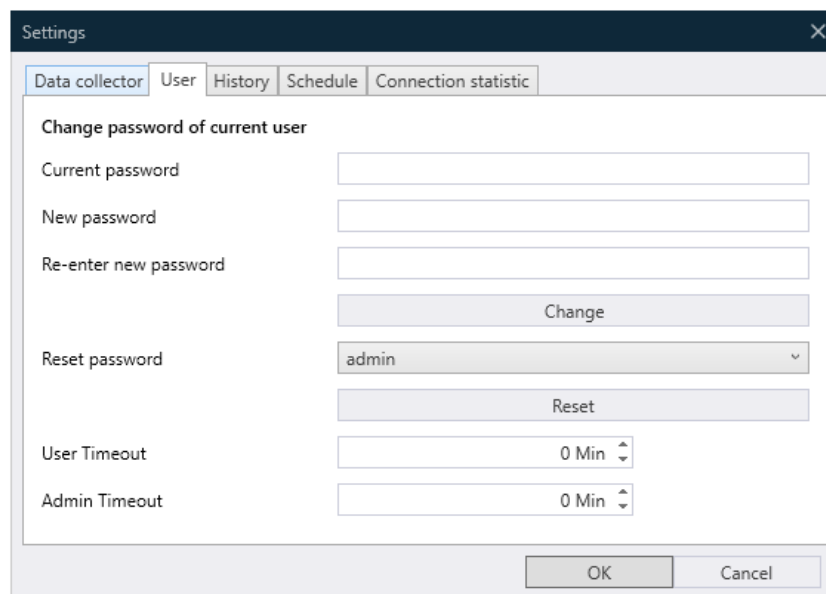 Settings
Data collector User History Schedule Connection statistic
Change password of current user
Current password
New password
Re-enter new password
Change
Reset password admin
Reset
User Timeout 0 Min
Admin Timeout 0 Min
OK Cancel